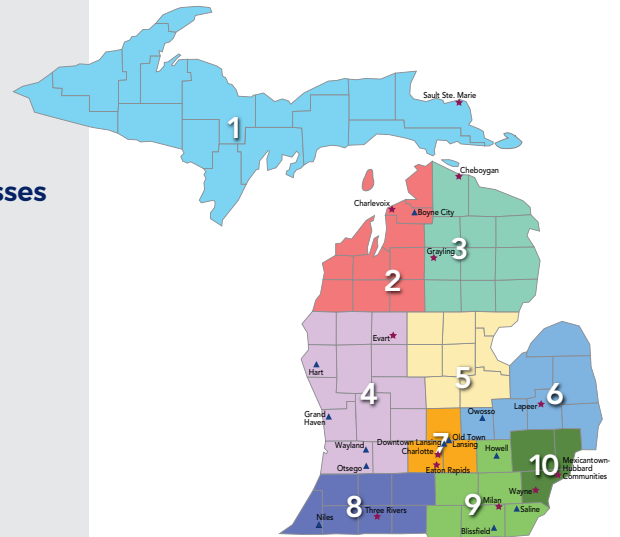 sses
1
Sault Ste. Marie
Cheboygan
Charlevoix
Boyne City
Grayling
3
2
Evart
Hart
4
5
6
Lapeer
Owosso
Grand
Haven
Downtown Lansing
Old Town
Lansing
7
Charlotte
Wayland
Otsego
Eaton Rapids
Howell
10
Mexicantown-
Hubbard
Communities
Wayne
8
9
Milan
Saline
Three Rivers
Niles
Blissfield